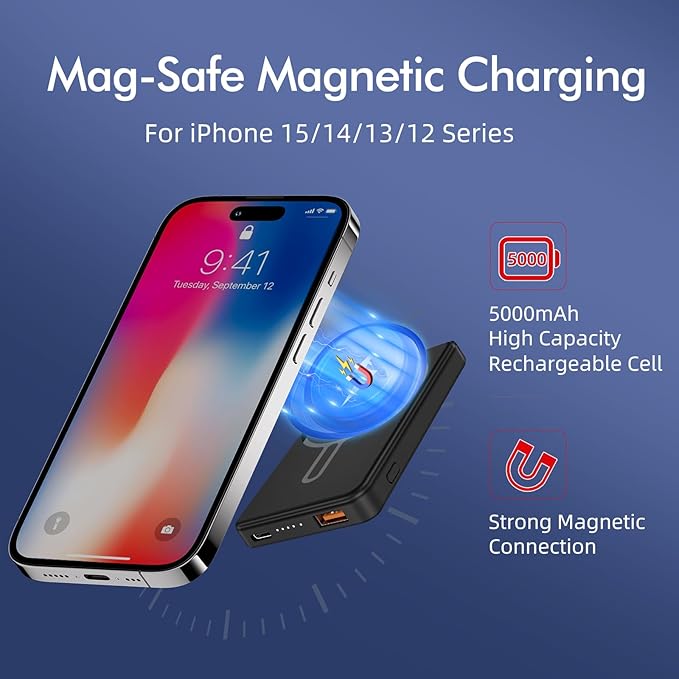 Mag-Safe Magnetic Charging
For iPhone 15/14/13/12 Series
9:41
Tuesday, September 12
5000
5000mAh
High Capacity
Rechargeable Cell
Strong Magnetic
Connection